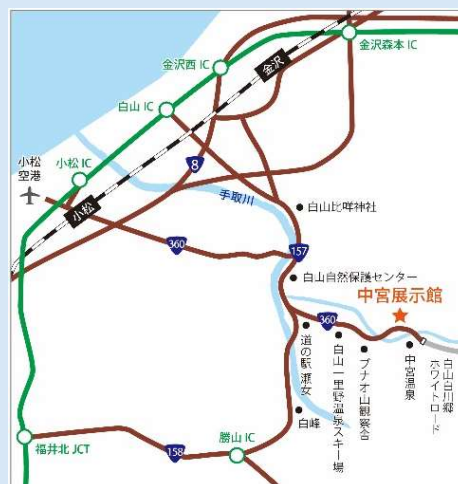 金沢森本 IC
金沢西 IC
金沢
白山 IC
小松 IC
小松
空港
8
手取川
小松
白山比咩神社
360
157
白山自然保護センター
中宮展示館
360
道の駅 瀬女
白山一里野温泉スキー場
ブナオ山観察舎
中宮温泉
白山白川郷
ホワイトロード
白峰
福井北 JCT
158
勝山 IC